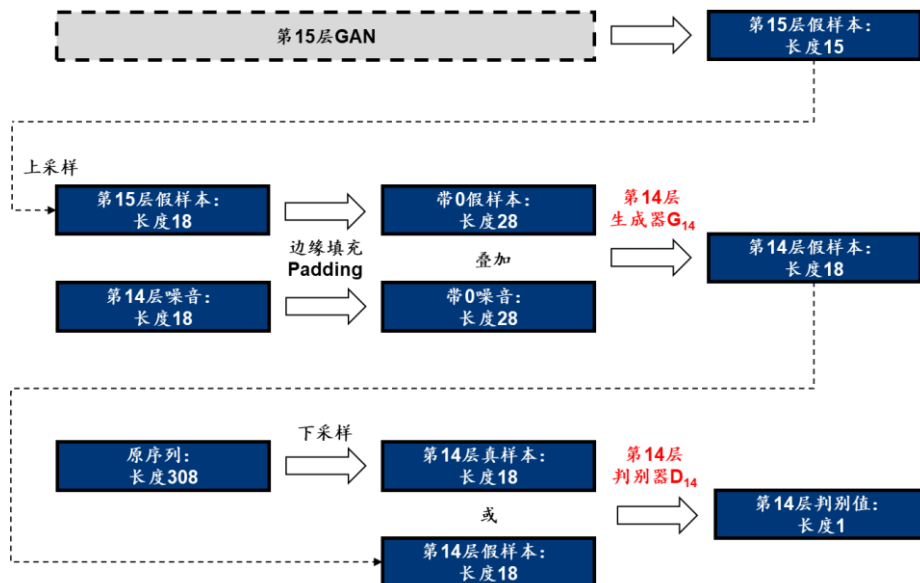 第15层GAN
第15层假样本：
长度15
上采样
第15层假样本：
长度18
带0假样本：
长度28
第14层
生成器G₁₄
边缘填充
Padding
叠加
第14层假样本：
长度18
第14层噪音：
长度18
带0噪音：
长度28
原序列：
长度308
下采样
第14层真样本：
长度18
第14层
判别器D₁₄
或
第14层判别值：
长度1
第14层假样本：
长度18